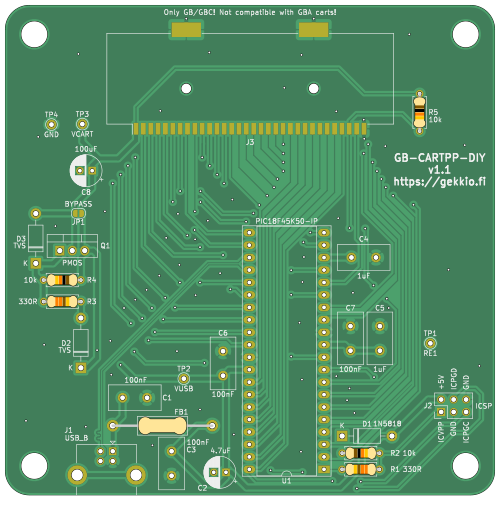 Only GB/GBC! Not compatible with GBA carts!
TP4
GND
TP3
VCART
R5
10k
J3
100uF
C8
GB-CARTPP-DIY
v1.1
https://gekkio.fi
BYPASS
JP1
PIC18F45K50-IP
D3
TVS
K
Q1
PMOS
C4
1uF
10k
R4
330R
R3
C7
C5
100nF
1uF
C6
100nF
D2
TVS
K
TP1
RE1
TP2
VUSB
100nF
C1
FB1
+5V
ICPGD
GND
J2
ICSP
ICVPP
GND
ICPGC
J1
USB_B
100nF
C3
4.7uF
C2
K
D1
1N5818
R2
10k
R1
330R
U1